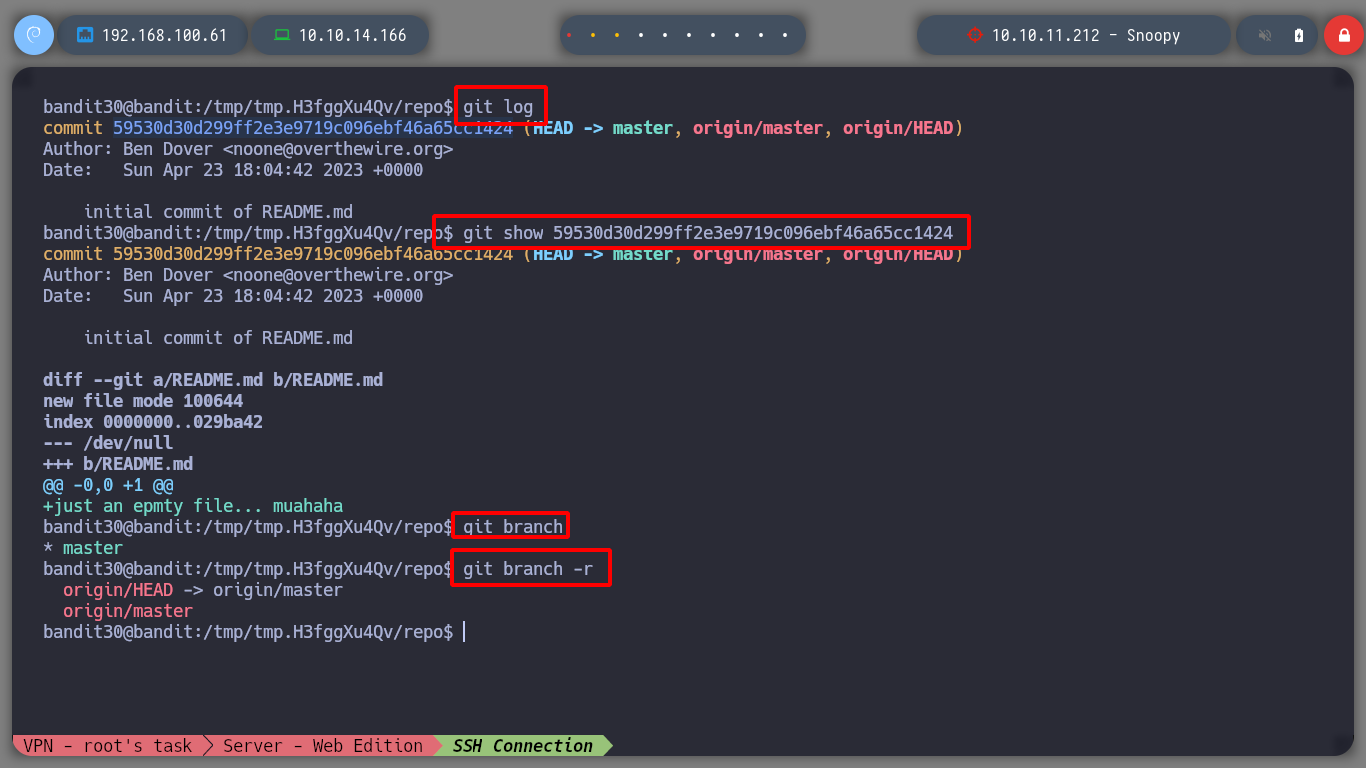 192.168.100.61 10.10.14.166 10.10.11.212 - Snoopy
bandit30@bandit:/tmp/tmp.H3fggXu4Qv/repo$ git log
commit 59530d30d299ff2e3e9719c096ebf46a65cc1424 (HEAD -> master, origin/master, origin/HEAD)
Author: Ben Dover <noone@overthewire.org>
Date:   Sun Apr 23 18:04:42 2023 +0000

    initial commit of README.md
bandit30@bandit:/tmp/tmp.H3fggXu4Qv/repo$ git show 59530d30d299ff2e3e9719c096ebf46a65cc1424
commit 59530d30d299ff2e3e9719c096ebf46a65cc1424 (HEAD -> master, origin/master, origin/HEAD)
Author: Ben Dover <noone@overthewire.org>
Date:   Sun Apr 23 18:04:42 2023 +0000

    initial commit of README.md

diff --git a/README.md b/README.md
new file mode 100644
index 0000000..029ba42
--- /dev/null
+++ b/README.md
@@ -0,0 +1 @@
+just an epmty file... muahaha
bandit30@bandit:/tmp/tmp.H3fggXu4Qv/repo$ git branch
* master
bandit30@bandit:/tmp/tmp.H3fggXu4Qv/repo$ git branch -r
  origin/HEAD -> origin/master
  origin/master
bandit30@bandit:/tmp/tmp.H3fggXu4Qv/repo$
VPN - root's task Server - Web Edition SSH Connection